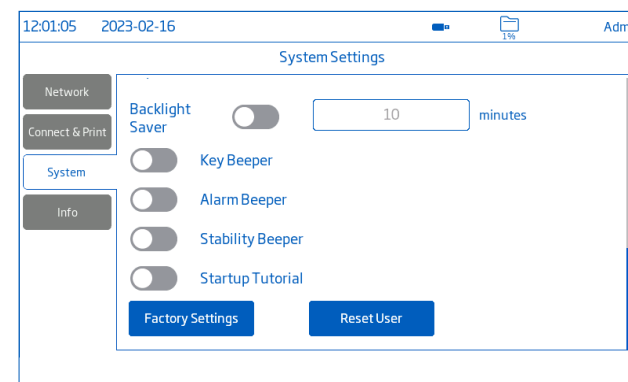 12:01:05 2023-02-16 1% Adm
System Settings
Network
Connect & Print
System
Info
Backlight Saver 10 minutes
Key Beeper
Alarm Beeper
Stability Beeper
Startup Tutorial
Factory Settings Reset User